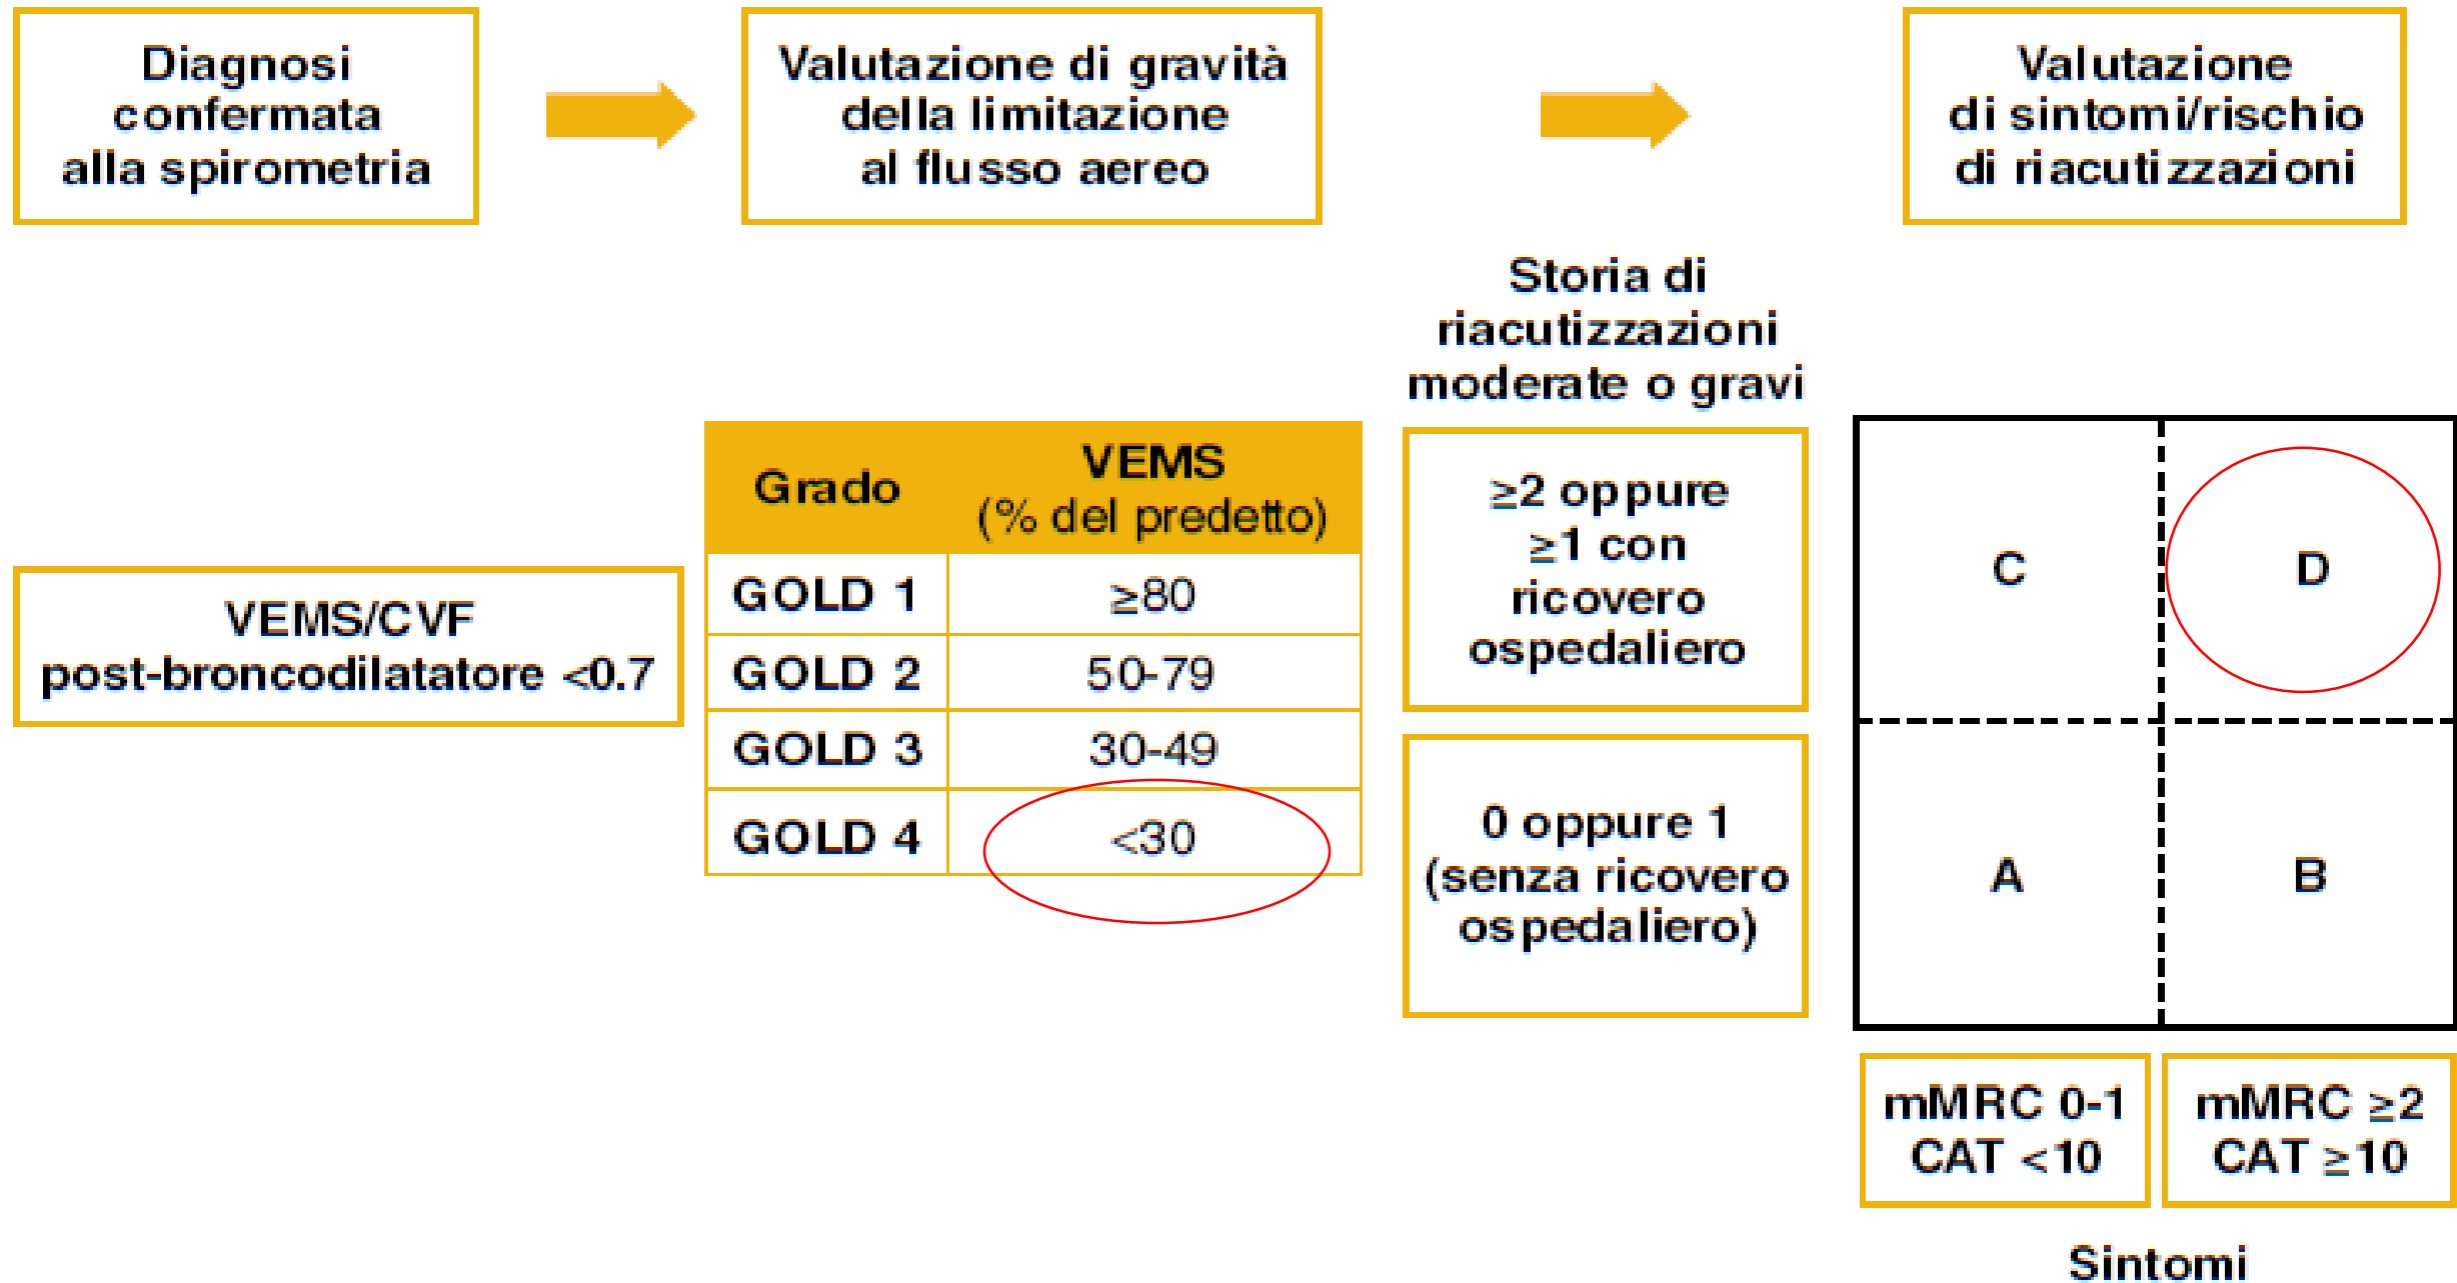 Diagnosi
confermata
alla spirometria
Valutazione di gravità
della limitazione
al flusso aereo
Valutazione
di sintomi/rischio
di riacutizzazioni
VEMS/CVF
post-broncodilatatore <0.7
Grado
VEMS
(% del predetto)
GOLD 1
≥80
GOLD 2
50-79
GOLD 3
30-49
GOLD 4
<30
Storia di
riacutizzazioni
moderate o gravi
≥2 oppure
≥1 con
ricovero
ospedaliero
0 oppure 1
(senza ricovero
ospedaliero)
C
D
A
B
mMRC 0-1
CAT <10
mMRC ≥2
CAT ≥10
Sintomi